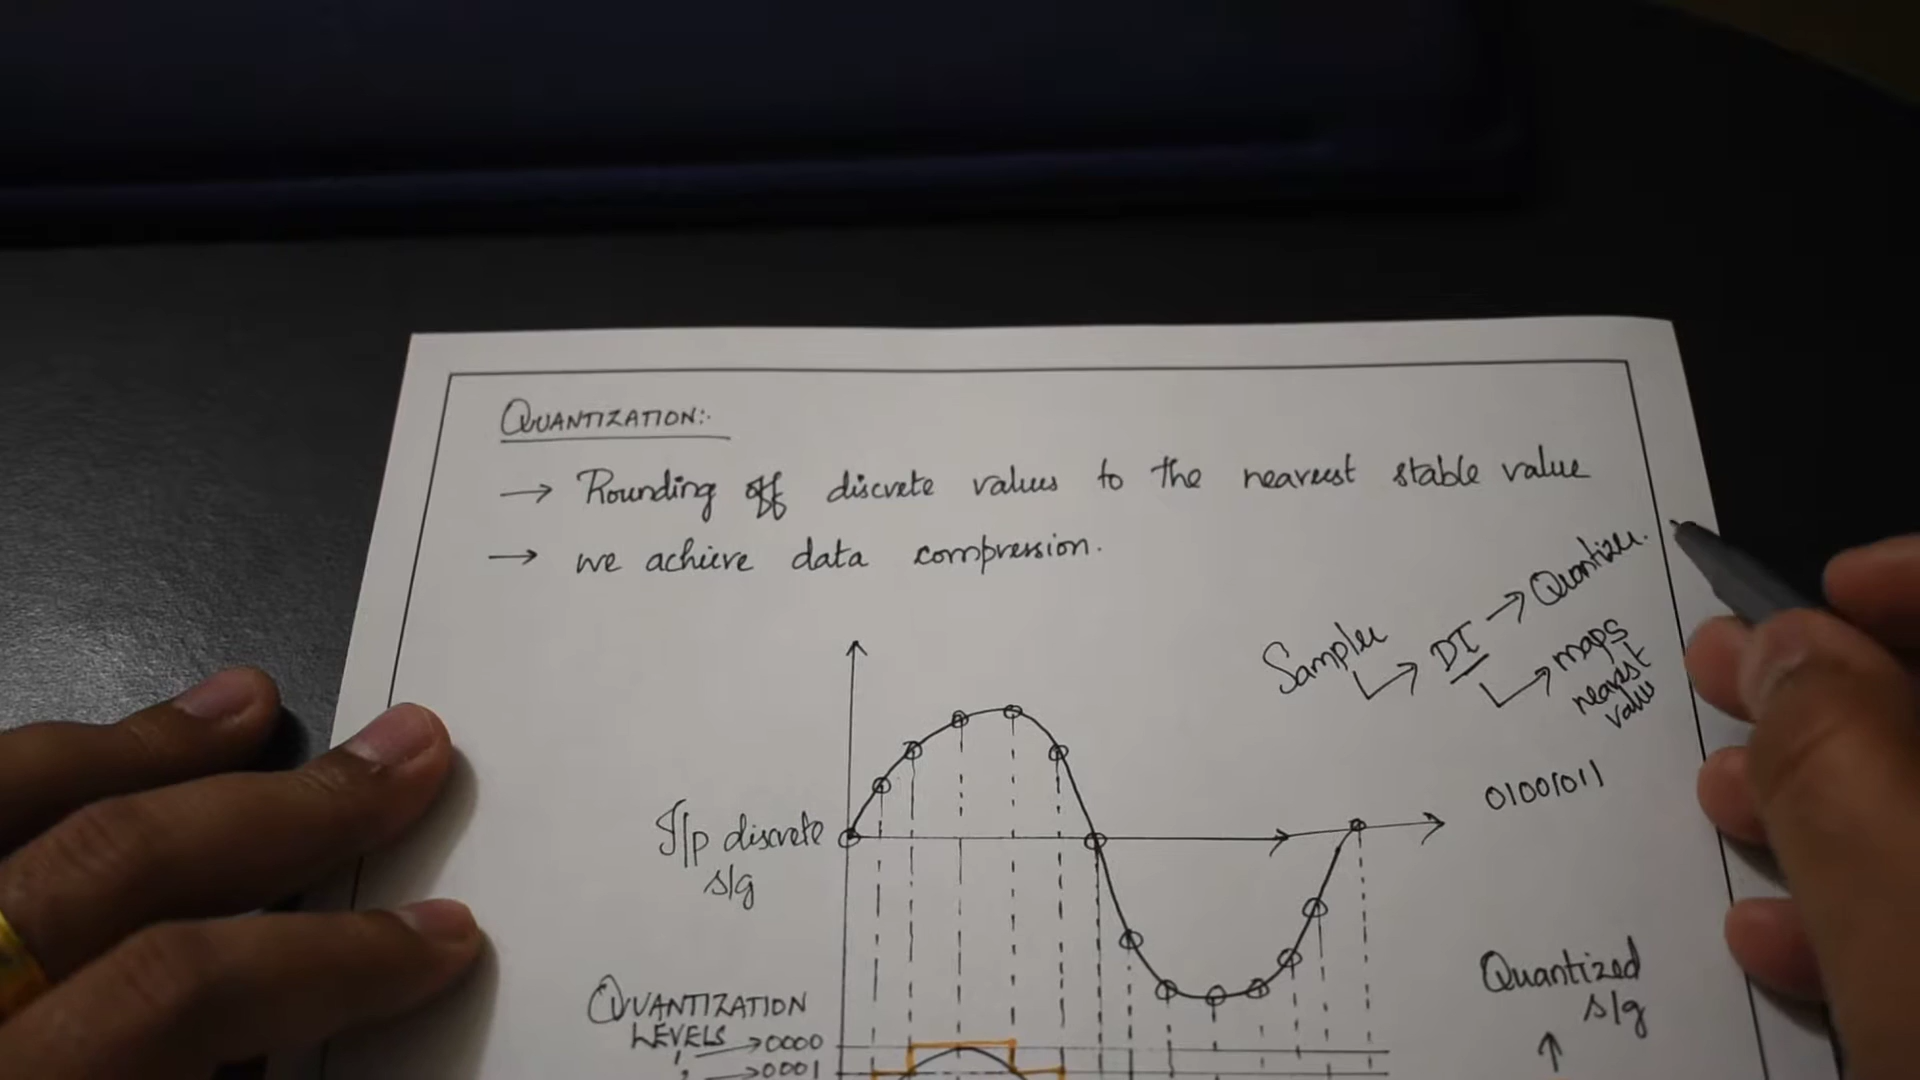 QUANTIZATION:-
→ Rounding off discrete values to the nearest stable value
→ we achieve data compression.
Sampler
→ DT → Quantizer.
→ maps
nearest
value
01001011
I/p discrete
s/g
QUANTIZATION
LEVELS →0000
→0001
Quantized
s/g
↑